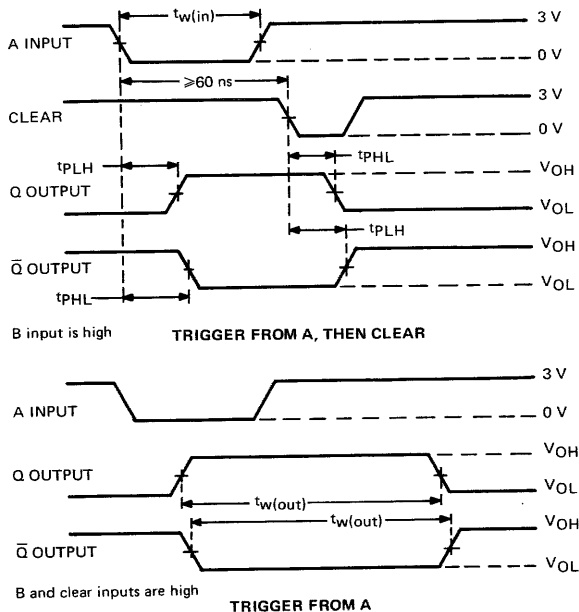 tw(in)
3 V
A INPUT
0 V
⩾60 ns
3 V
CLEAR
0 V
tPLH
tPHL
VOH
Q OUTPUT
VOL
tPLH
VOH
Q̅ OUTPUT
VOL
tPHL
B input is high
TRIGGER FROM A, THEN CLEAR
3 V
A INPUT
0 V
VOH
Q OUTPUT
VOL
tw(out)
tw(out)
VOH
Q̅ OUTPUT
VOL
B and clear inputs are high
TRIGGER FROM A